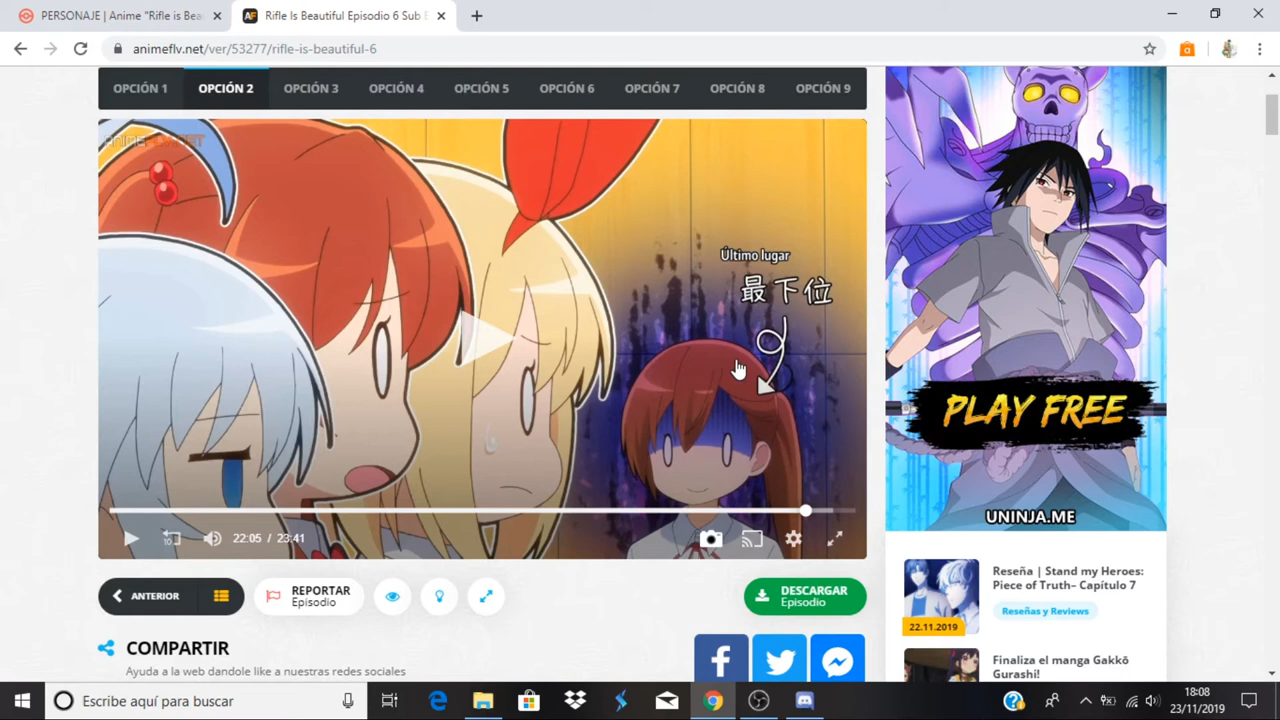 PERSONAJE | Anime "Rifle is Bea
Rifle Is Beautiful Episodio 6 Sub E
animeflv.net/ver/53277/rifle-is-beautiful-6
OPCIÓN 1
OPCIÓN 2
OPCIÓN 3
OPCIÓN 4
OPCIÓN 5
OPCIÓN 6
OPCIÓN 7
OPCIÓN 8
OPCIÓN 9
Último lugar
最下位
10
22:05 / 23:41
PLAY FREE
UNINJA.ME
ANTERIOR
REPORTAR
Episodio
DESCARGAR
Episodio
COMPARTIR
Ayuda a la web dandole like a nuestras redes sociales
Reseña | Stand my Heroes:
Piece of Truth– Capítulo 7
Reseñas y Reviews
22.11.2019
Finaliza el manga Gakkō
Gurashi!
Escribe aquí para buscar
18:08
23/11/2019